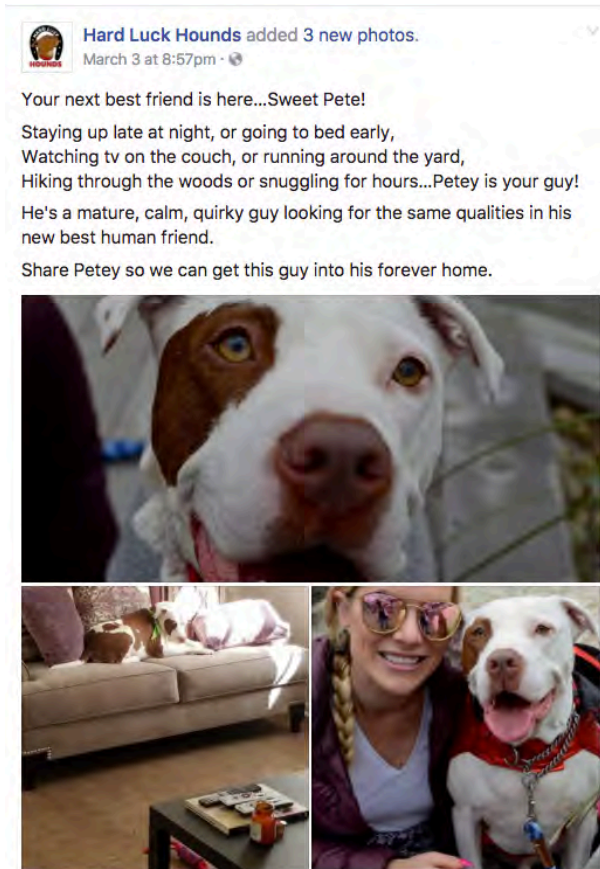 HOUNDS
Hard Luck Hounds added 3 new photos.
March 3 at 8:57pm ·
Your next best friend is here...Sweet Pete!
Staying up late at night, or going to bed early,
Watching tv on the couch, or running around the yard,
Hiking through the woods or snuggling for hours...Petey is your guy!
He's a mature, calm, quirky guy looking for the same qualities in his
new best human friend.
Share Petey so we can get this guy into his forever home.